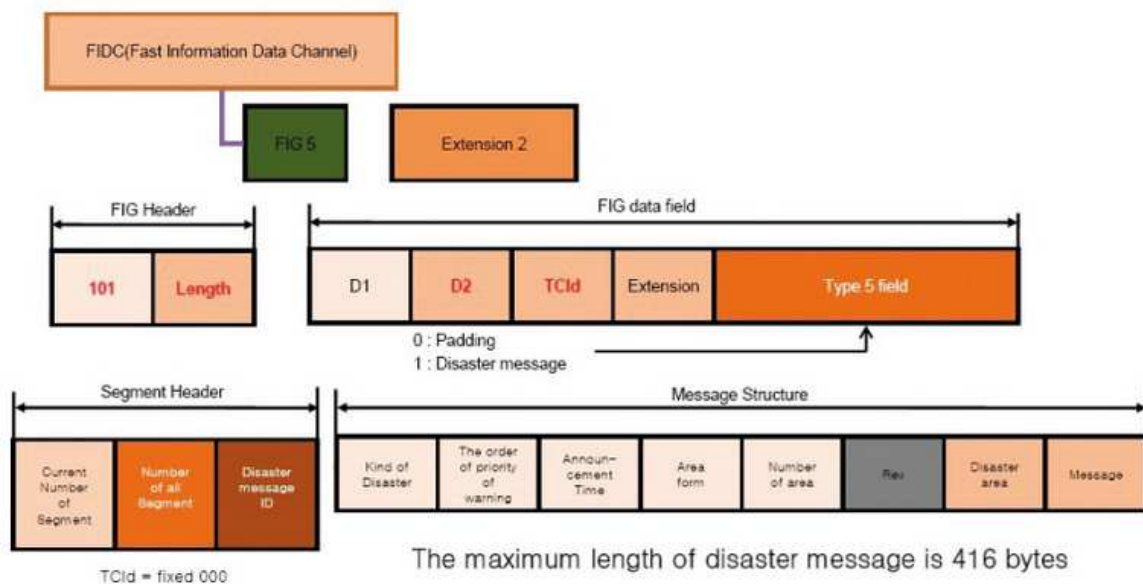 FIDC(Fast Information Data Channel)
FIG 5
Extension 2
FIG Header
FIG data field
101
Length
D1
D2
TCId
Extension
Type 5 field
0 : Padding
1 : Disaster message
Segment Header
Message Structure
Current
Number
of
Segment
Number
of all
Segment
Disaster
message
ID
Kind of
Disaster
The order
of priority
of
warning
Announ-
cement
Time
Area
form
Number
of area
Rev
Disaster
area
Message
TCId = fixed 000
The maximum length of disaster message is 416 bytes